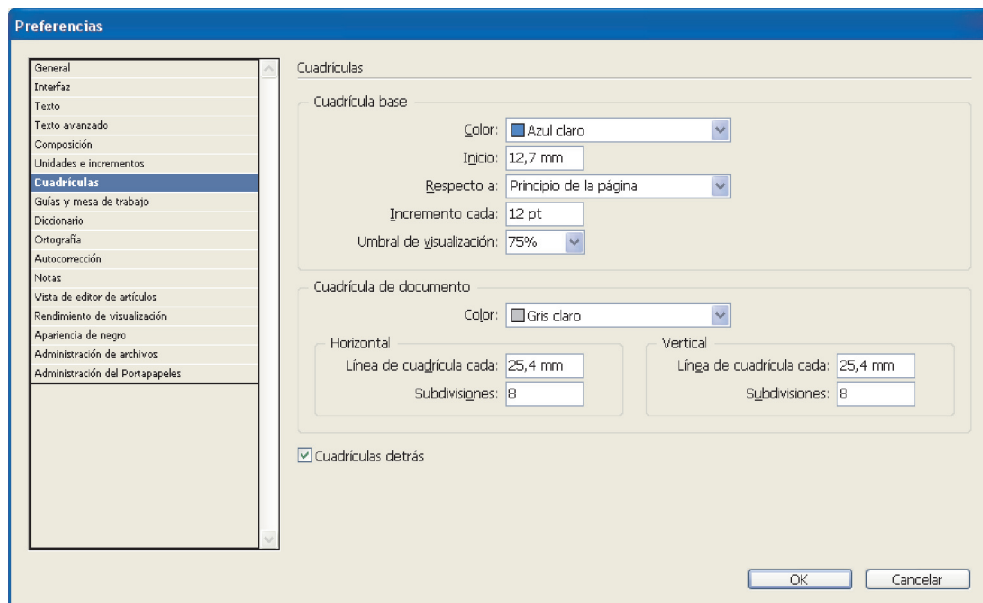 Preferencias
General
Interfaz
Texto
Texto avanzado
Composición
Unidades e incrementos
Cuadrículas
Guías y mesa de trabajo
Diccionario
Ortografía
Autocorrección
Notas
Vista de editor de artículos
Rendimiento de visualización
Apariencia de negro
Administración de archivos
Administración del Portapapeles
Cuadrículas
Cuadrícula base
Color: Azul claro
Inicio: 12,7 mm
Respecto a: Principio de la página
Incremento cada: 12 pt
Umbral de visualización: 75%
Cuadrícula de documento
Color: Gris claro
Horizontal
Línea de cuadrícula cada: 25,4 mm
Subdivisiones: 8
Vertical
Línea de cuadrícula cada: 25,4 mm
Subdivisiones: 8
Cuadrículas detrás
OK
Cancelar